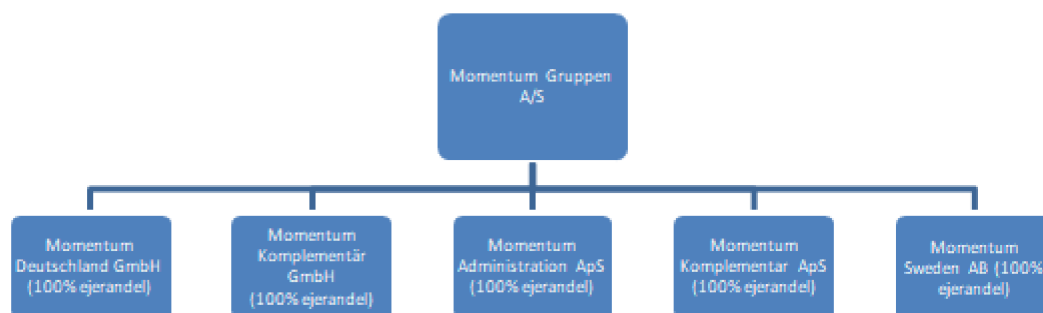 Momentum Gruppen
A/S
Momentum
Deutschland GmbH
(100% ejerandel)
Momentum
Komplementär
GmbH
(100% ejerandel)
Momentum
Administration ApS
(100% ejerandel)
Momentum
Komplementar ApS
(100% ejerandel)
Momentum
Sweden AB (100%
ejerandel)